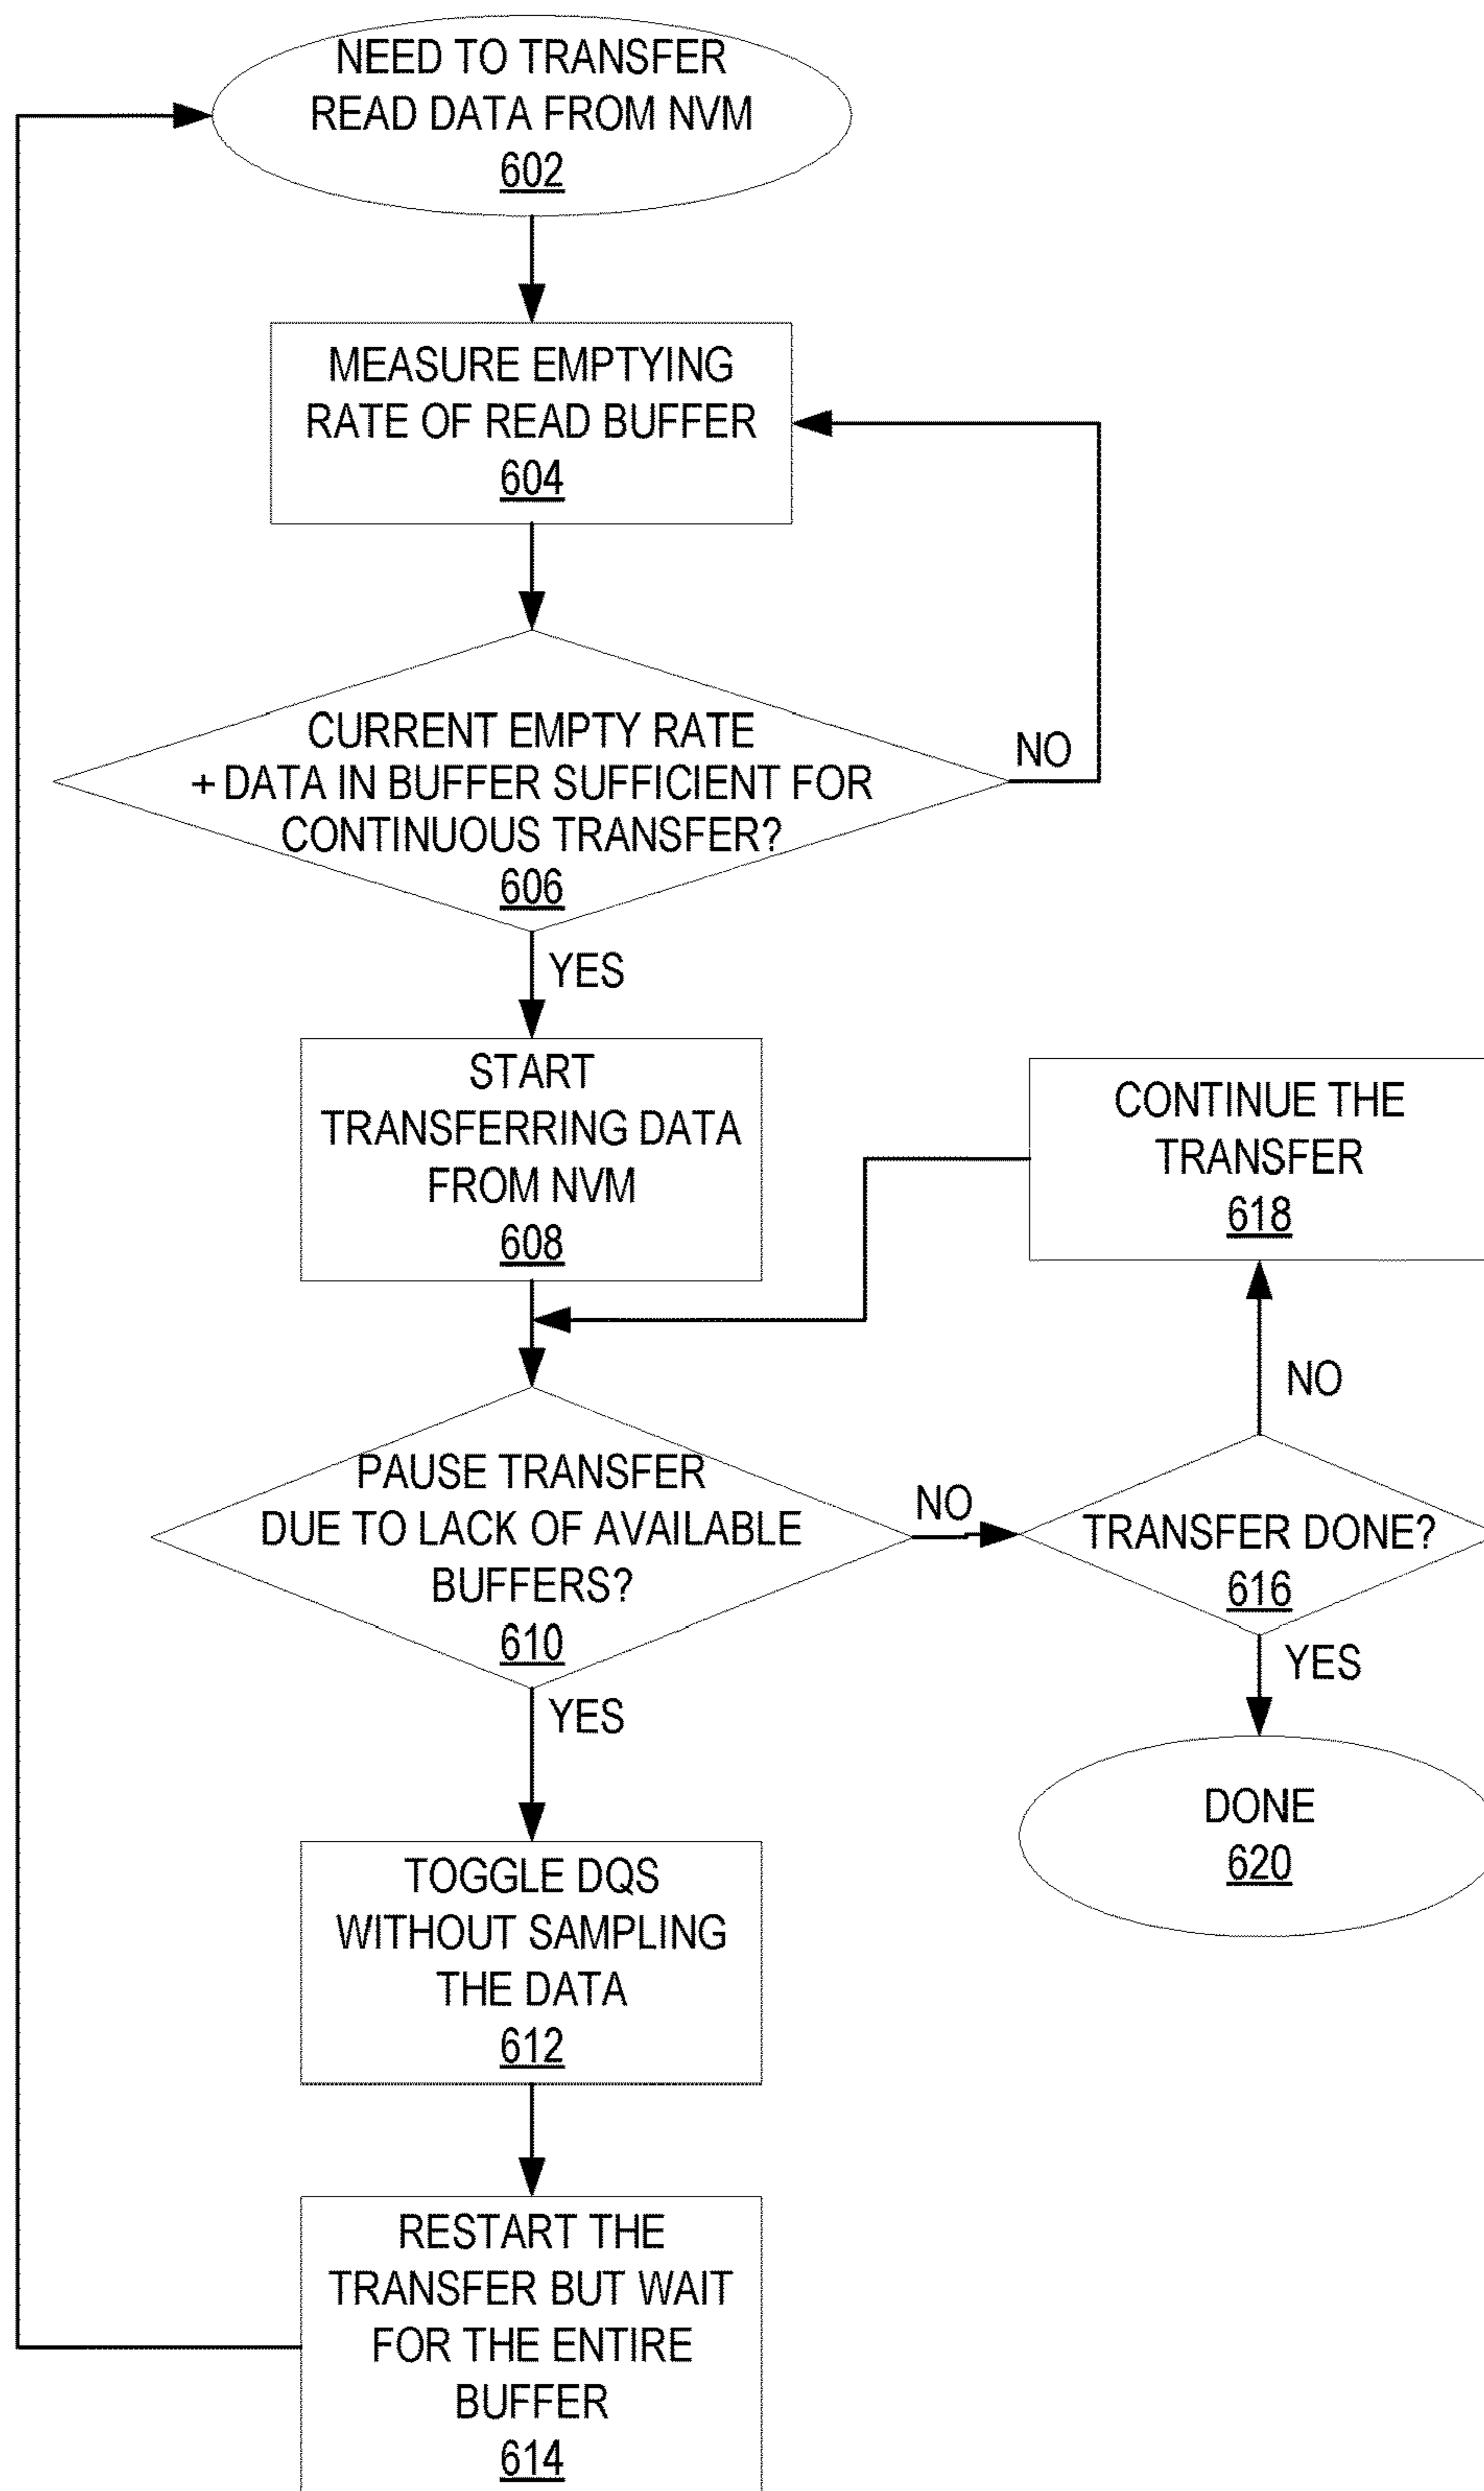 NEED TO TRANSFER
READ DATA FROM NVM
602
MEASURE EMPTYING
RATE OF READ BUFFER
604
CURRENT EMPTY RATE
+ DATA IN BUFFER SUFFICIENT FOR
CONTINUOUS TRANSFER?
606
NO
YES
START
TRANSFERRING DATA
FROM NVM
608
CONTINUE THE
TRANSFER
618
NO
PAUSE TRANSFER
DUE TO LACK OF AVAILABLE
BUFFERS?
610
NO
TRANSFER DONE?
616
YES
YES
DONE
620
TOGGLE DQS
WITHOUT SAMPLING
THE DATA
612
RESTART THE
TRANSFER BUT WAIT
FOR THE ENTIRE
BUFFER
614